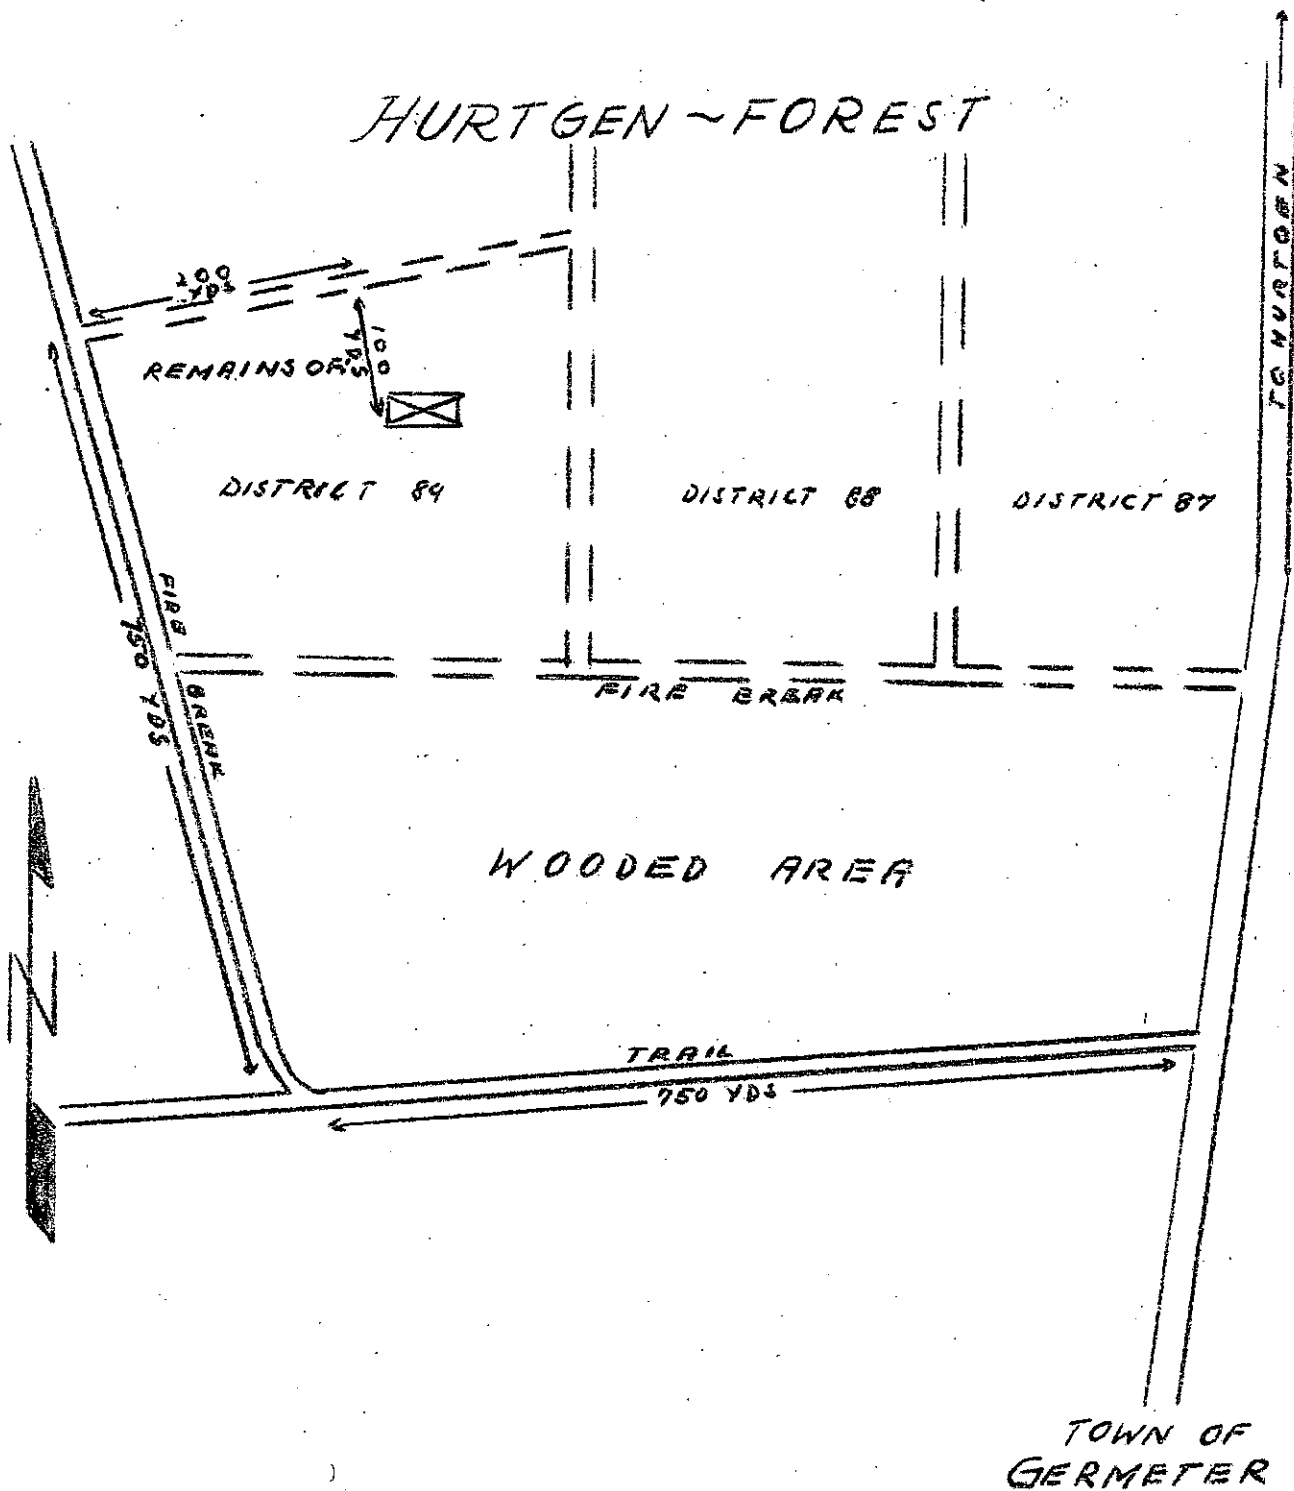 HURTGEN ~ FOREST
TO HURTGEN
200
YDS
100
YDS
REMAINS OF
DISTRICT 84
DISTRICT 88
DISTRICT 87
FIRE BREAK
750 YDS
FIRE BREAK
WOODED AREA
N
TRAIL
750 YDS
TOWN OF
GERMETER